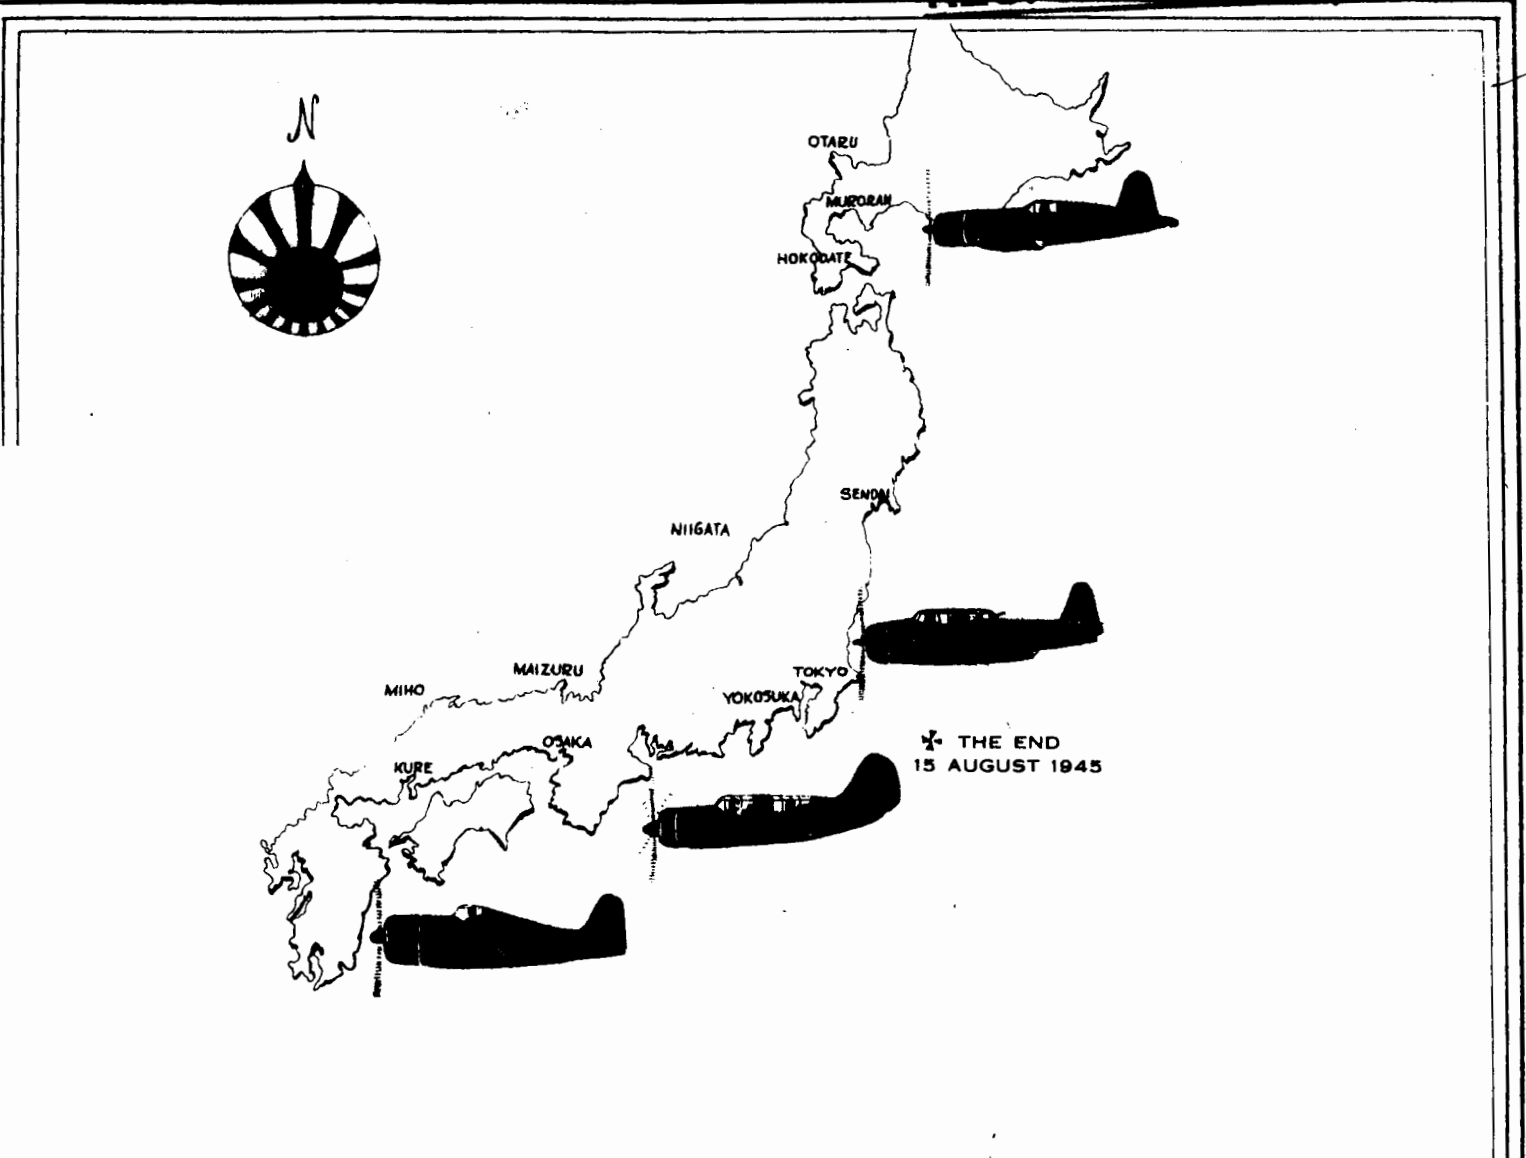 N
OTARU
MURORAN
HOKODATE
SENDAI
NIIGATA
MAIZURU
MIHO
TOKYO
YOKOSUKA
OSAKA
KURE
THE END
15 AUGUST 1945